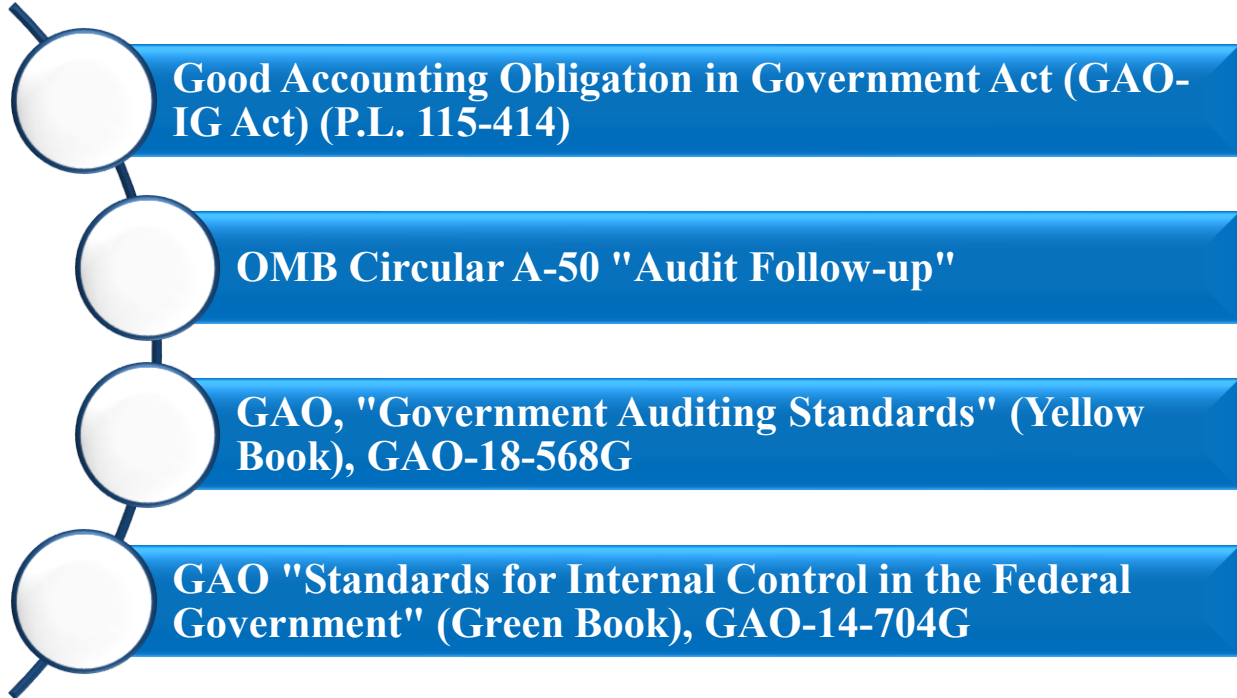 Good Accounting Obligation in Government Act (GAO-
IG Act) (P.L. 115-414)
OMB Circular A-50 "Audit Follow-up"
GAO, "Government Auditing Standards" (Yellow
Book), GAO-18-568G
GAO "Standards for Internal Control in the Federal
Government" (Green Book), GAO-14-704G